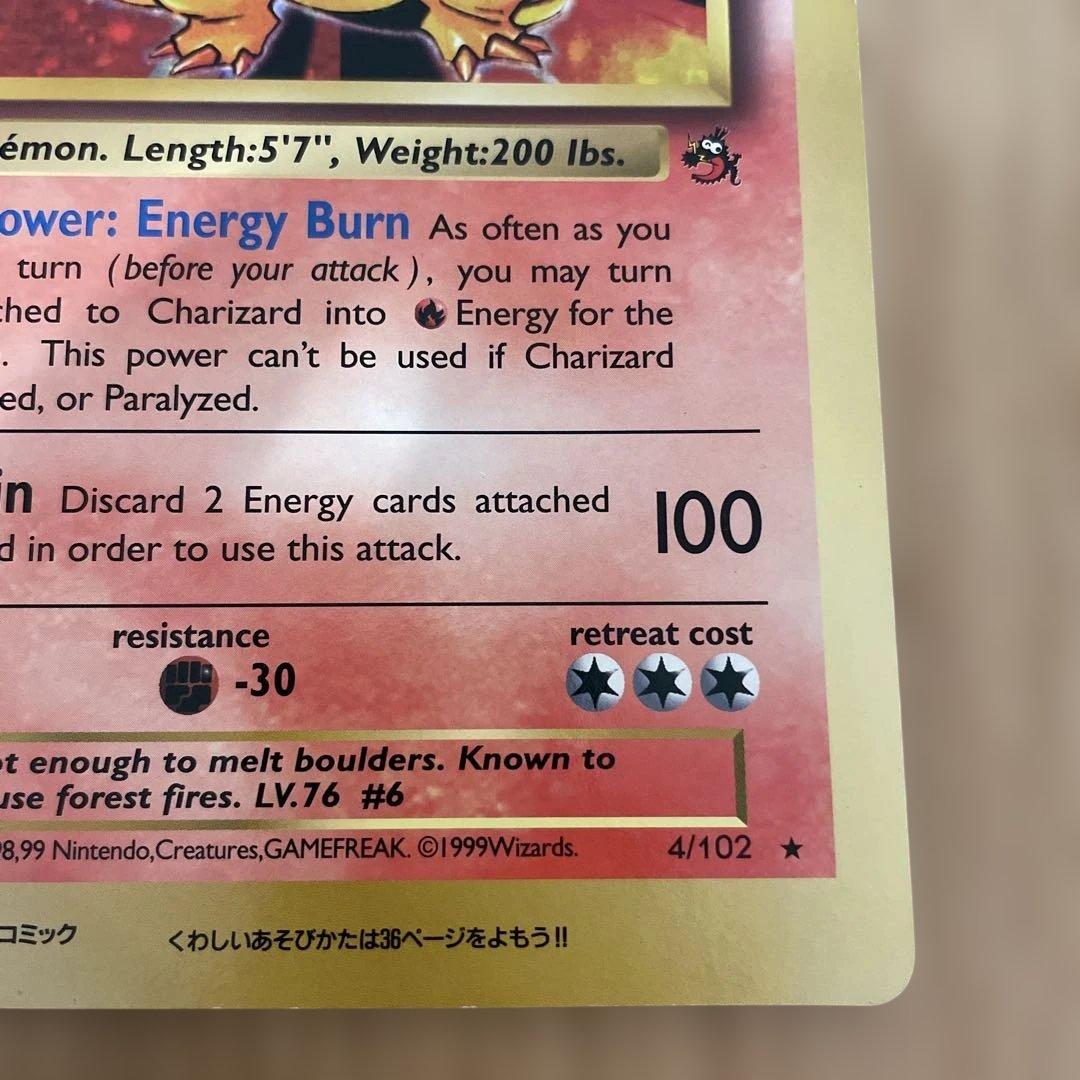 émon. Length:5'7", Weight:200 lbs.
ower: Energy Burn As often as you
turn (before your attack), you may turn
ched to Charizard into Energy for the
. This power can't be used if Charizard
ed, or Paralyzed.
in Discard 2 Energy cards attached
d in order to use this attack.
100
resistance
retreat cost
-30
t enough to melt boulders. Known to
use forest fires. LV.76 #6
98,99 Nintendo,Creatures,GAMEFREAK. ©1999Wizards.
4/102 ★
コミック
くわしいあそびかたは36ページをよもう!!